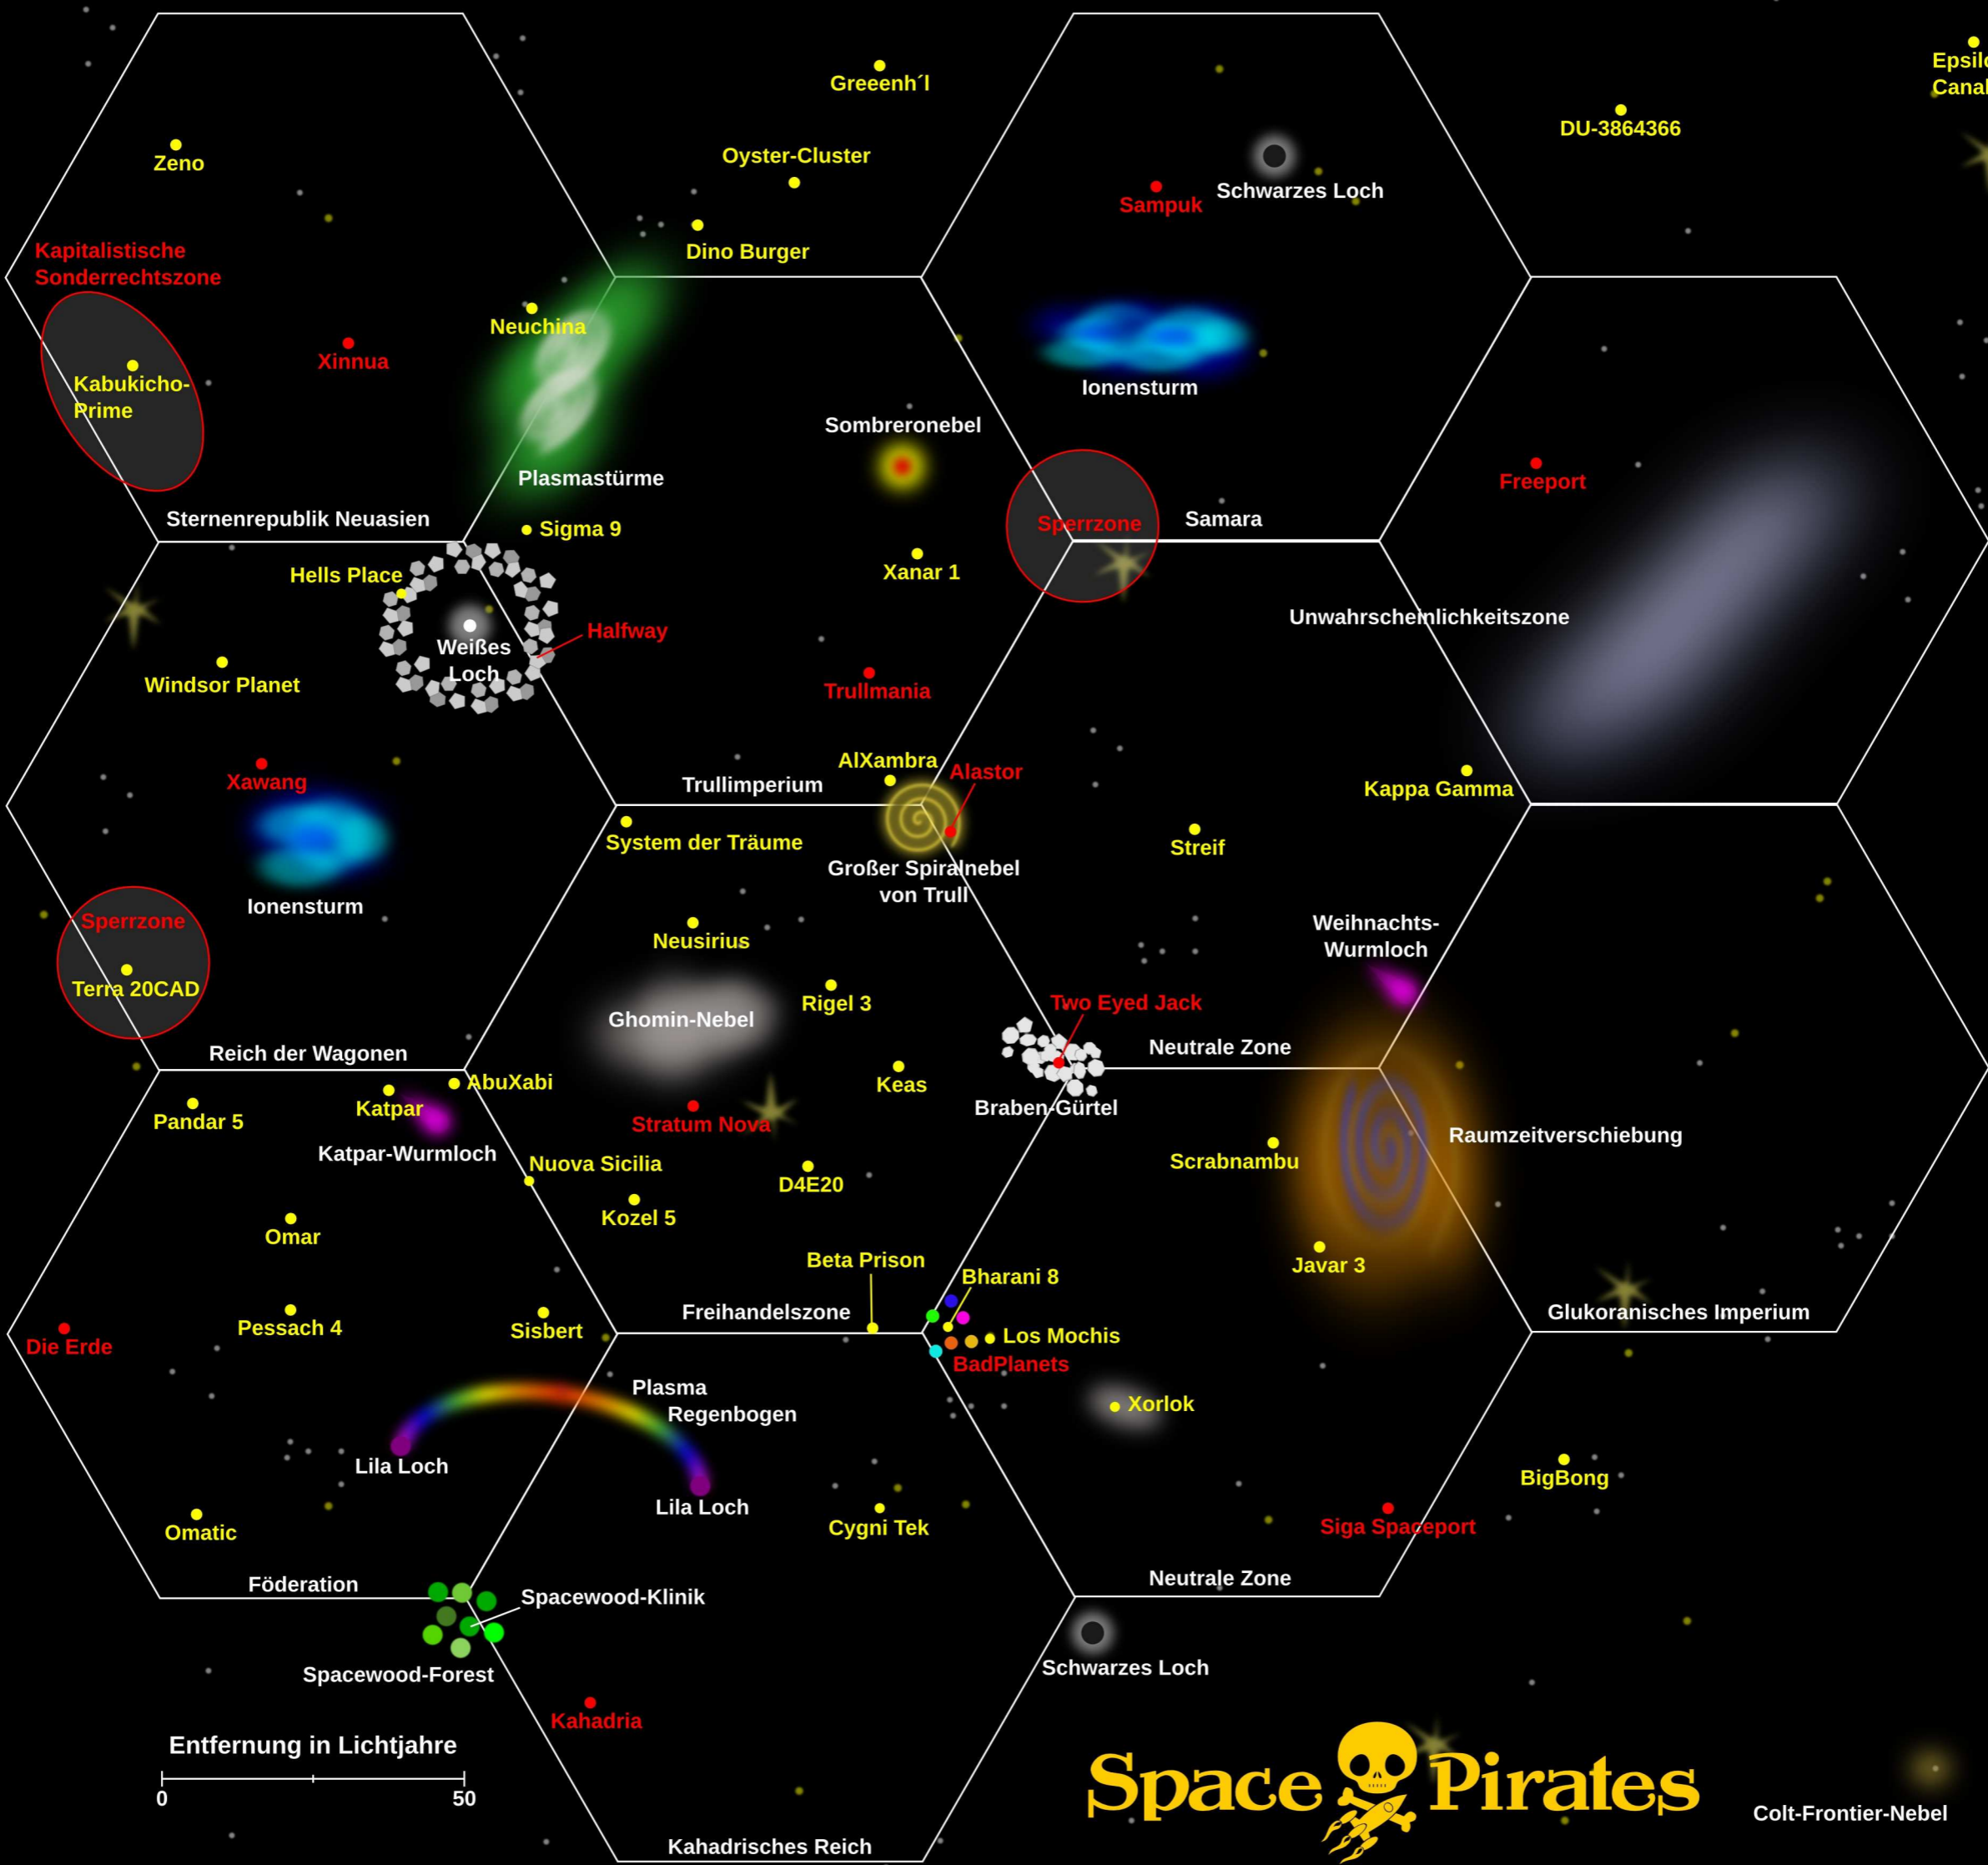 Greeenh´l
Epsilo
Canal
DU-3864366
Zeno
Oyster-Cluster
Schwarzes Loch
Sampuk
Dino Burger
Kapitalistische
Sonderrechtszone
Neuchina
Xinnua
Kabukicho-
Prime
Ionensturm
Sombreronebel
Plasmastürme
Freeport
Sternenrepublik Neuasien
Sigma 9
Sperrzone
Samara
Hells Place
Xanar 1
Unwahrscheinlichkeitszone
Halfway
Weißes
Loch
Windsor Planet
Trullmania
Xawang
AlXambra
Alastor
Trullimperium
Kappa Gamma
System der Träume
Streif
Großer Spiralnebel
von Trull
Ionensturm
Sperrzone
Weihnachts-
Wurmloch
Neusirius
Terra 20CAD
Rigel 3
Two Eyed Jack
Ghomin-Nebel
Reich der Wagonen
Neutrale Zone
AbuXabi
Keas
Katpar
Braben-Gürtel
Pandar 5
Stratum Nova
Raumzeitverschiebung
Katpar-Wurmloch
Nuova Sicilia
Scrabnambu
D4E20
Kozel 5
Omar
Beta Prison
Javar 3
Bharani 8
Freihandelszone
Glukoranisches Imperium
Pessach 4
Sisbert
Los Mochis
Die Erde
BadPlanets
Plasma
Regenbogen
Xorlok
Lila Loch
BigBong
Lila Loch
Omatic
Cygni Tek
Siga Spaceport
Föderation
Neutrale Zone
Spacewood-Klinik
Spacewood-Forest
Schwarzes Loch
Kahadria
Entfernung in Lichtjahre
0 50
Space Pirates
Colt-Frontier-Nebel
Kahadrisches Reich